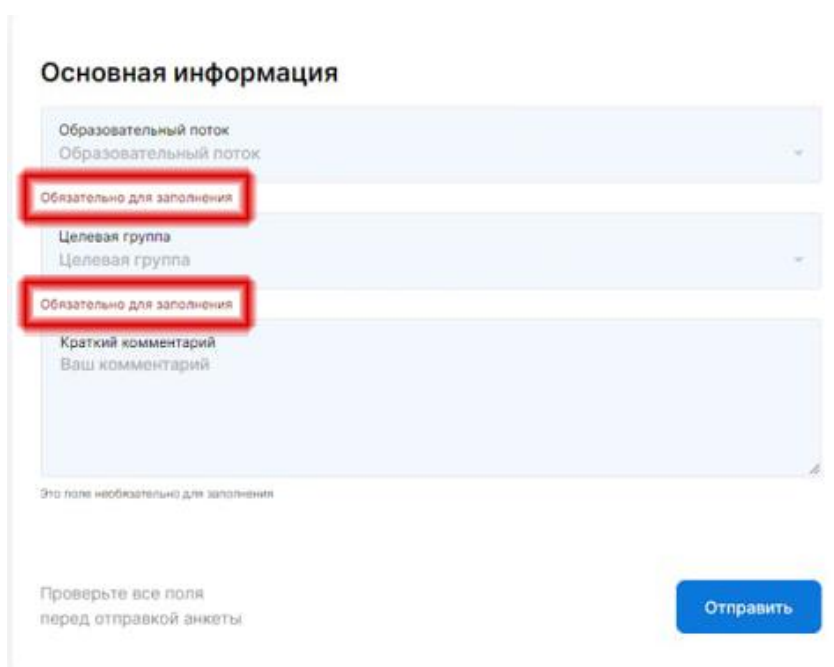 Основная информация
Образовательный поток
Образовательный поток
Обязательно для заполнения
Целевая группа
Целевая группа
Обязательно для заполнения
Краткий комментарий
Ваш комментарий
Это поле необязательно для заполнения
Проверьте все поля
перед отправкой анкеты
Отправить